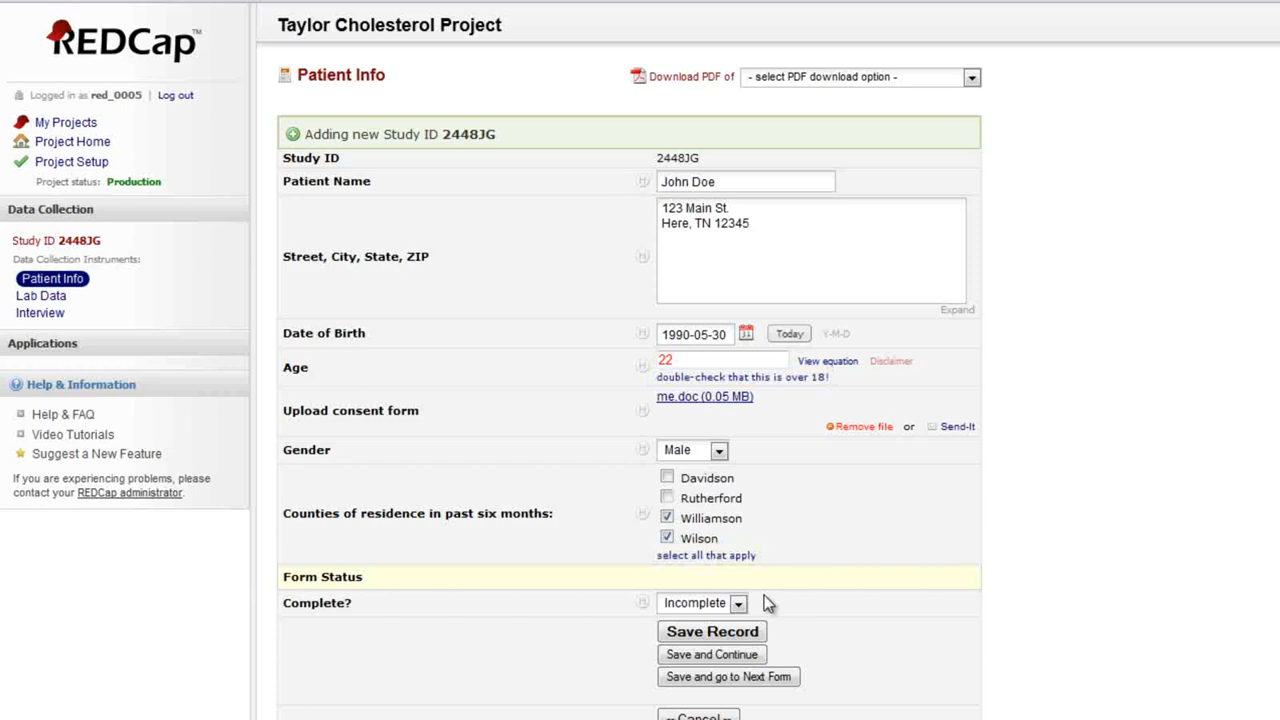 Taylor Cholesterol Project
REDCap™
Logged in as red_0005 | Log out
My Projects
Project Home
Project Setup
Project status: Production
Data Collection
Study ID 2448JG
Data Collection Instruments:
Patient Info
Lab Data
Interview
Applications
Help & Information
Help & FAQ
Video Tutorials
Suggest a New Feature
If you are experiencing problems, please
contact your REDCap administrator.
Patient Info
Download PDF of - select PDF download option -
Adding new Study ID 2448JG
Study ID 2448JG
Patient Name H John Doe
Street, City, State, ZIP H
123 Main St.
Here, TN 12345
Expand
Date of Birth H 1990-05-30 31 Today Y-M-D
Age H 22 View equation Disclaimer
double-check that this is over 18!
Upload consent form H me.doc (0.05 MB)
Remove file or Send-It
Gender H Male
Counties of residence in past six months: H
Davidson
Rutherford
Williamson
Wilson
select all that apply
Form Status
Complete? H Incomplete
Save Record
Save and Continue
Save and go to Next Form
-- Cancel --